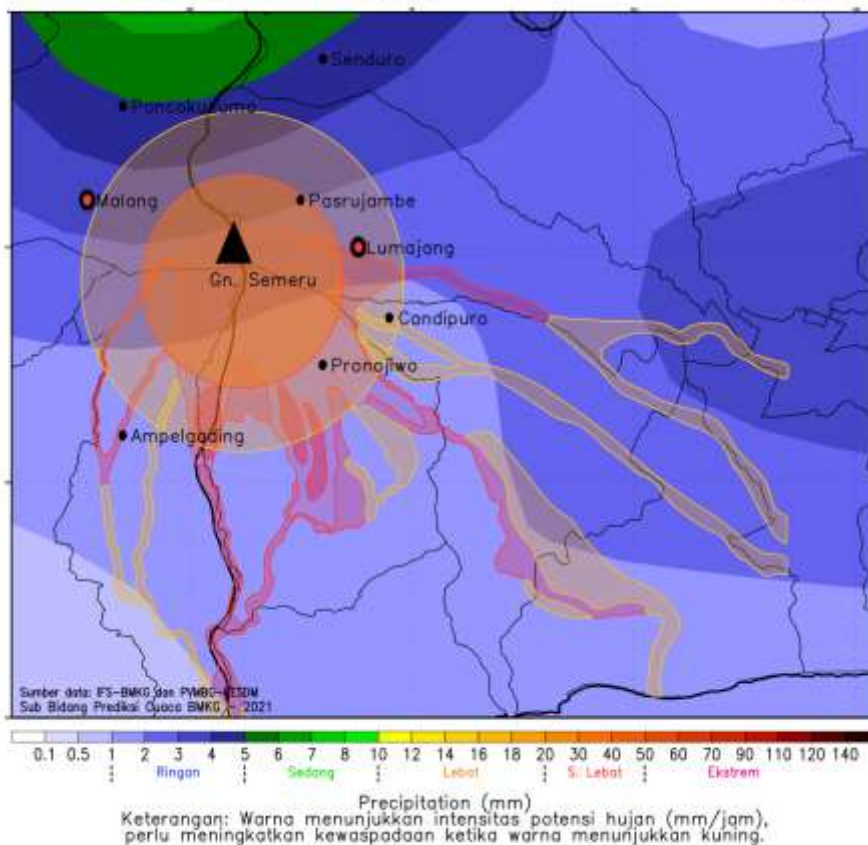 Senduro
Poncokusumo
Malang
Pasrujambe
Lumajang
Gn. Semeru
Candipuro
Pronojiwo
Ampelgading
Sumber data: IFS-BMKG dan PVMBG-KESDM
Sub Bidang Prediksi Cuaca BMKG - 2021
0.1 0.5 1 2 3 4 5 6 7 8 10 12 14 16 18 20 30 40 50 60 70 90 110 120 140
Ringan Sedang Lebat S. Lebat Ekstrem
Precipitation (mm)
Keterangan: Warna menunjukkan intensitas potensi hujan (mm/jam),
perlu meningkatkan kewaspadaan ketika warna menunjukkan kuning.